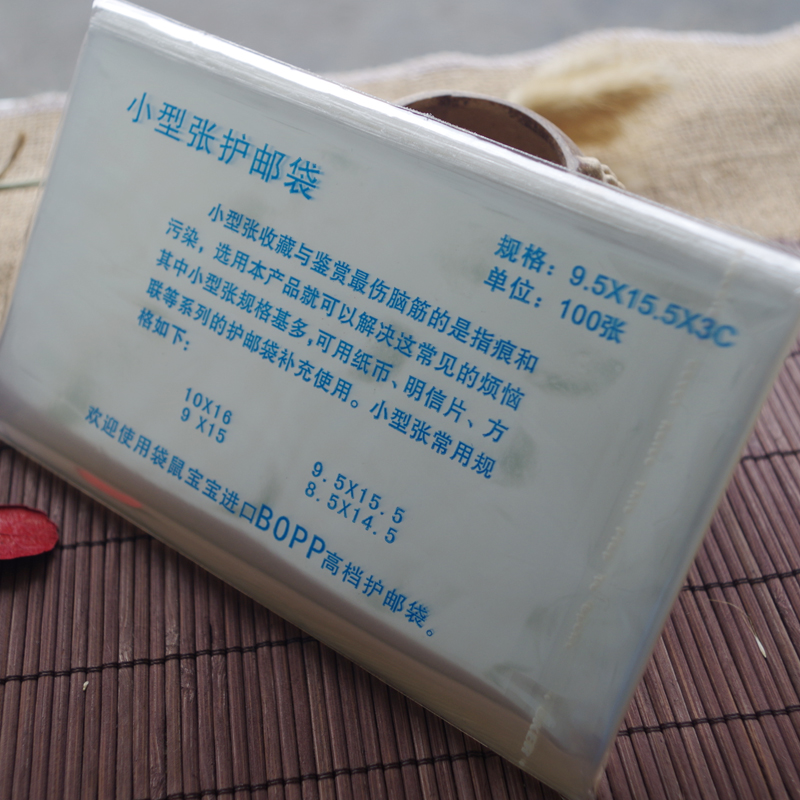 小型张护邮袋
规格：9.5X15.5X3C
单位：100张
小型张收藏与鉴赏最伤脑筋的是指痕和
污染，选用本产品就可以解决这常见的烦恼
其中小型张规格基多,可用纸币、明信片、方
联等系列的护邮袋补充使用。小型张常用规
格如下：
10X16 9.5X15.5
9 X15 8.5X14.5
欢迎使用袋鼠宝宝进口BOPP高档护邮袋。